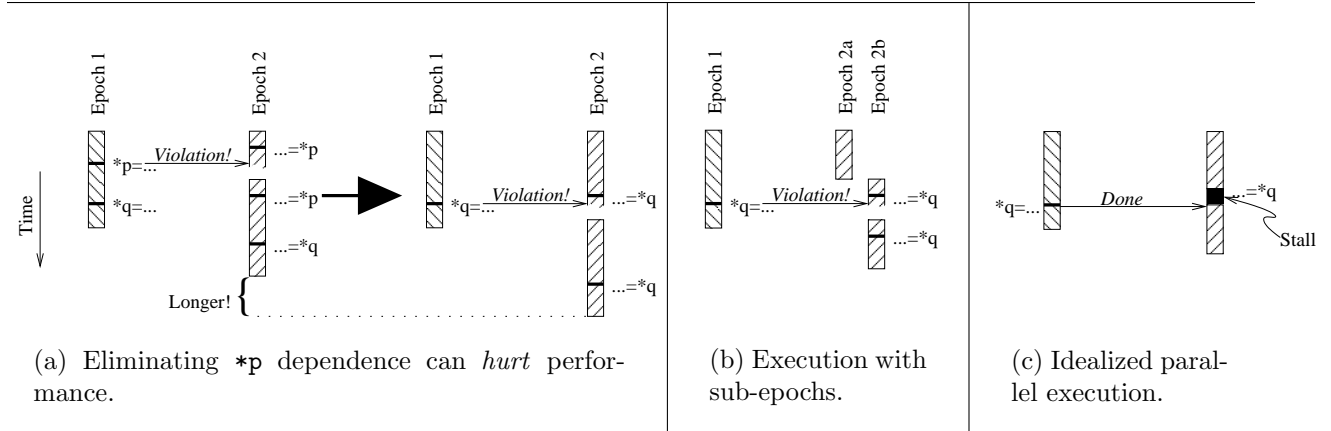 Epoch 1
Epoch 2
*p=...
Violation!
...=*p
...=*p
*q=...
...=*q
Time
Longer!
Epoch 1
Epoch 2
*q=...
Violation!
...=*q
...=*q
(a) Eliminating *p dependence can hurt perfor-
mance.
Epoch 1
Epoch 2a
Epoch 2b
*q=...
Violation!
...=*q
...=*q
(b) Execution with
sub-epochs.
*q=...
Done
...=*q
Stall
(c) Idealized paral-
lel execution.